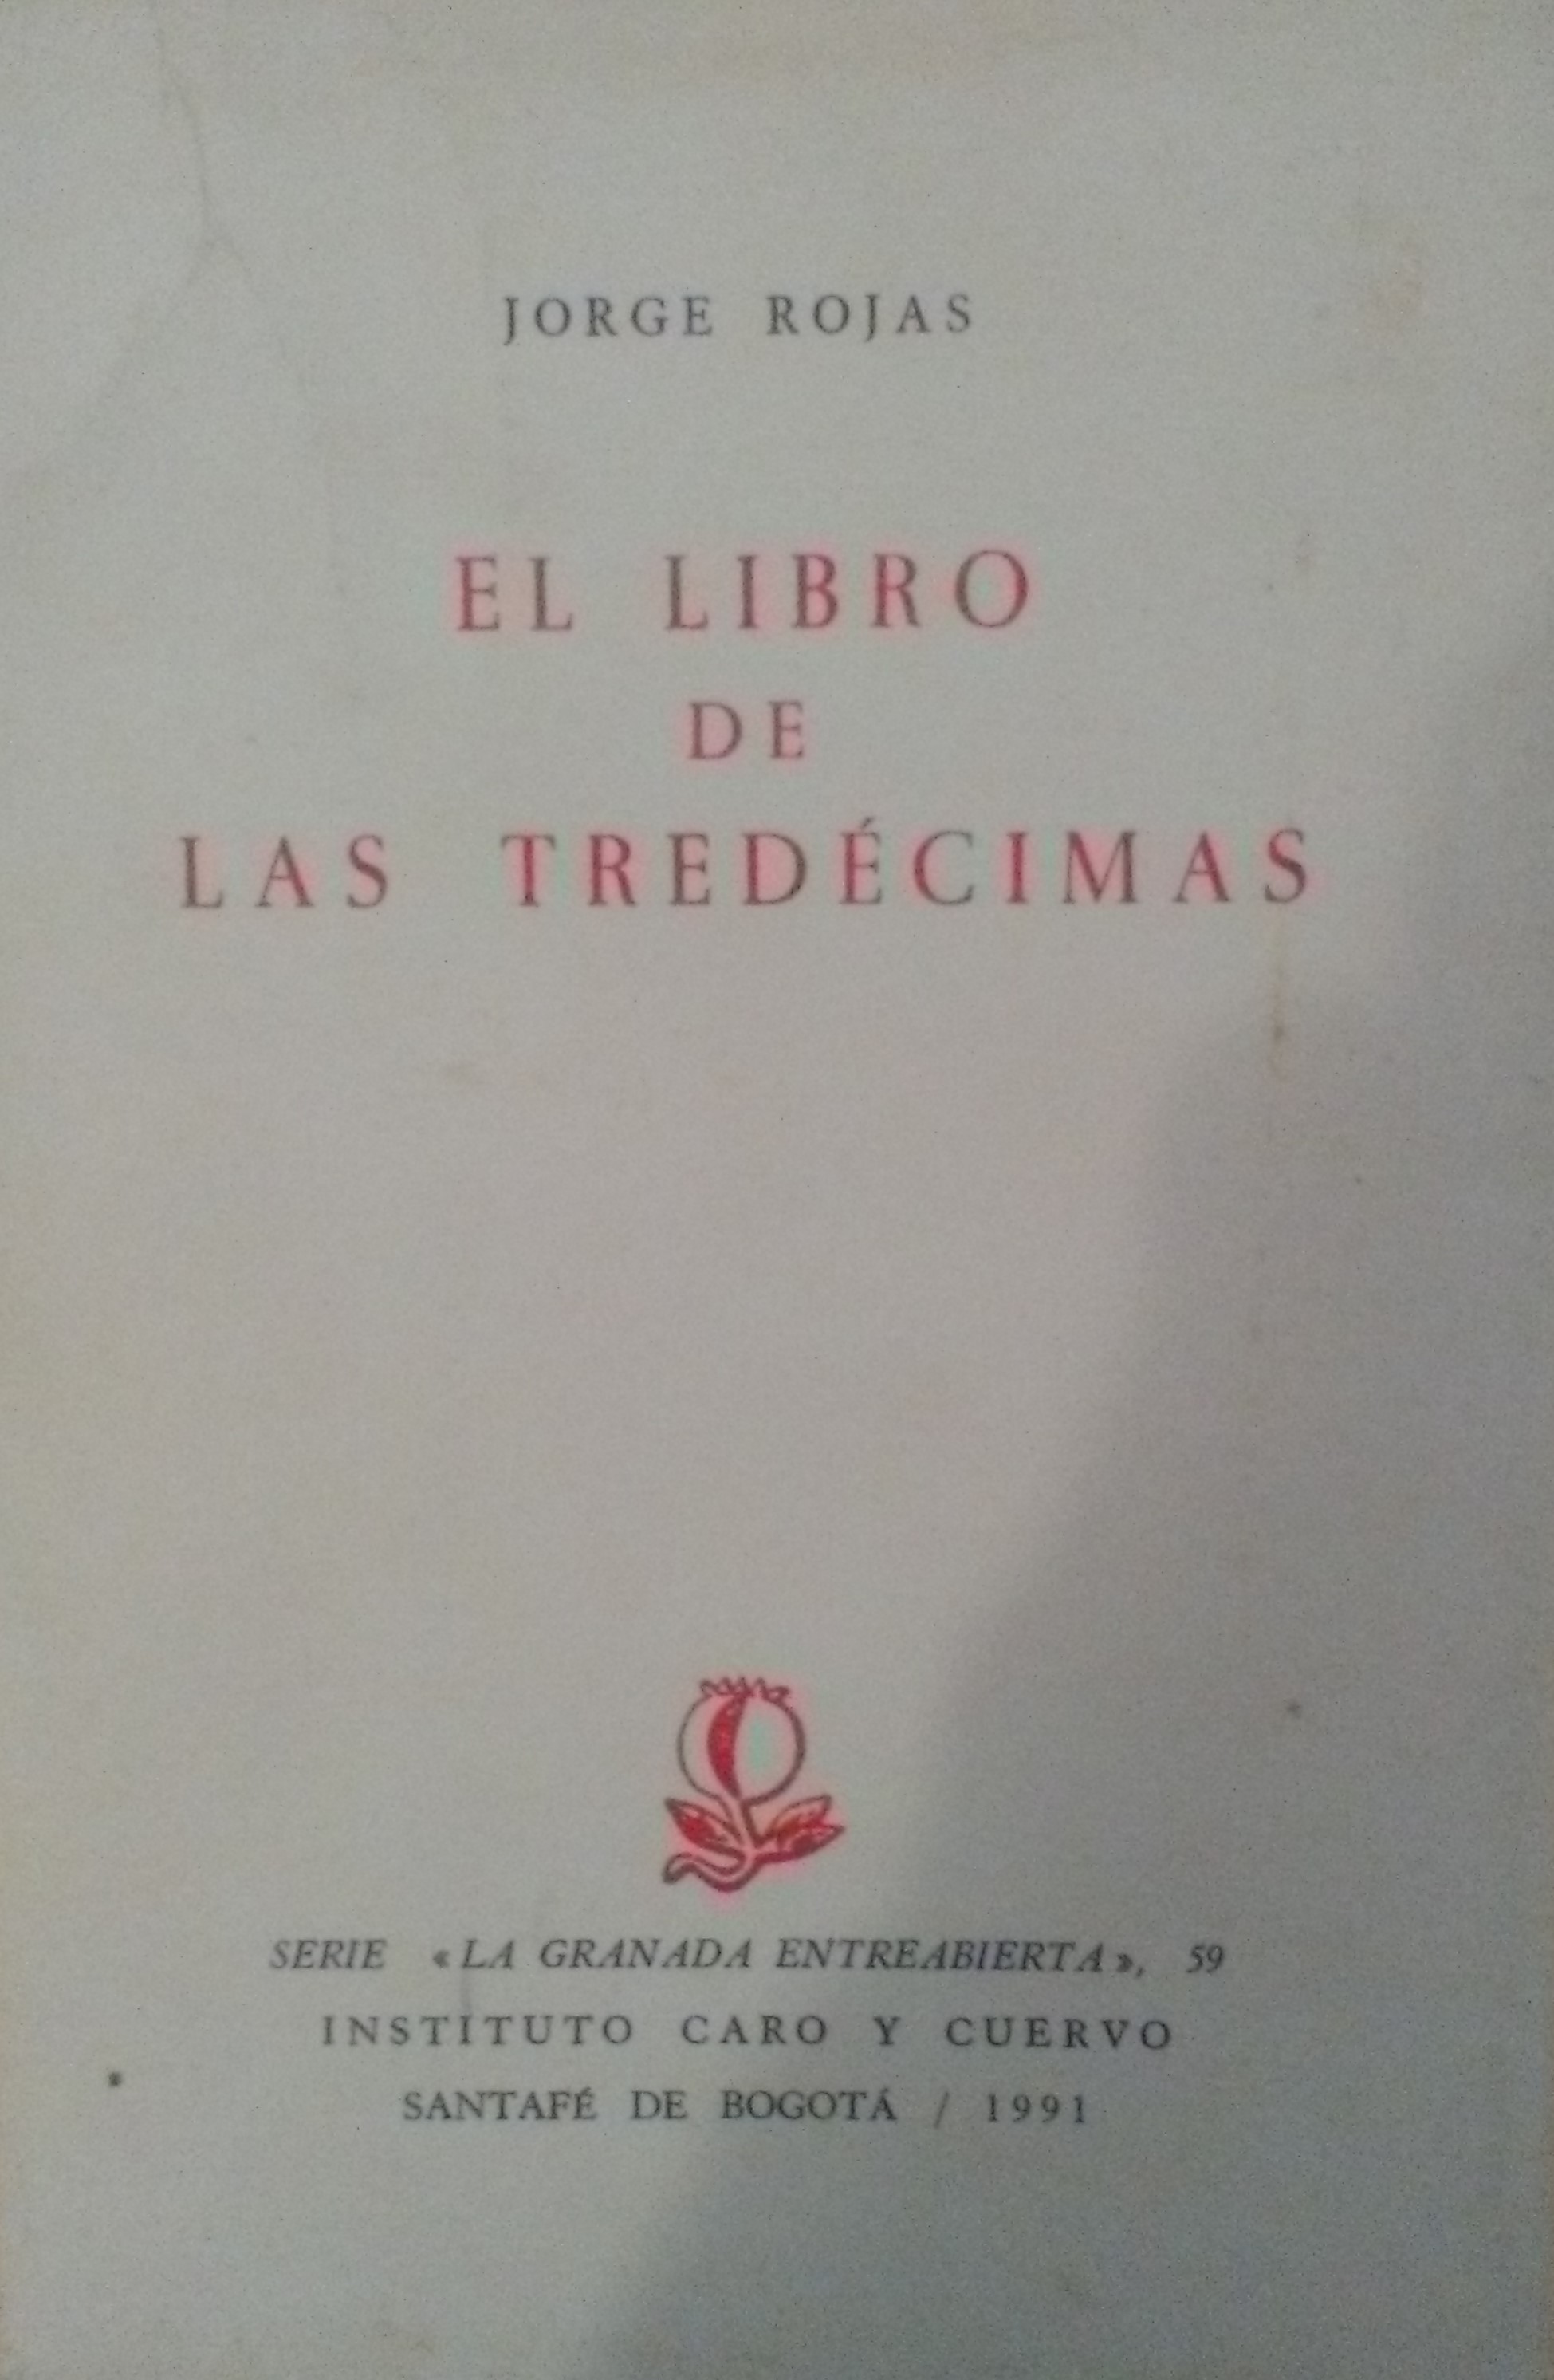 JORGE ROJAS
EL LIBRO
DE
LAS TREDÉCIMAS
SERIE «LA GRANADA ENTREABIERTA», 59
INSTITUTO CARO Y CUERVO
SANTAFÉ DE BOGOTÁ / 1991